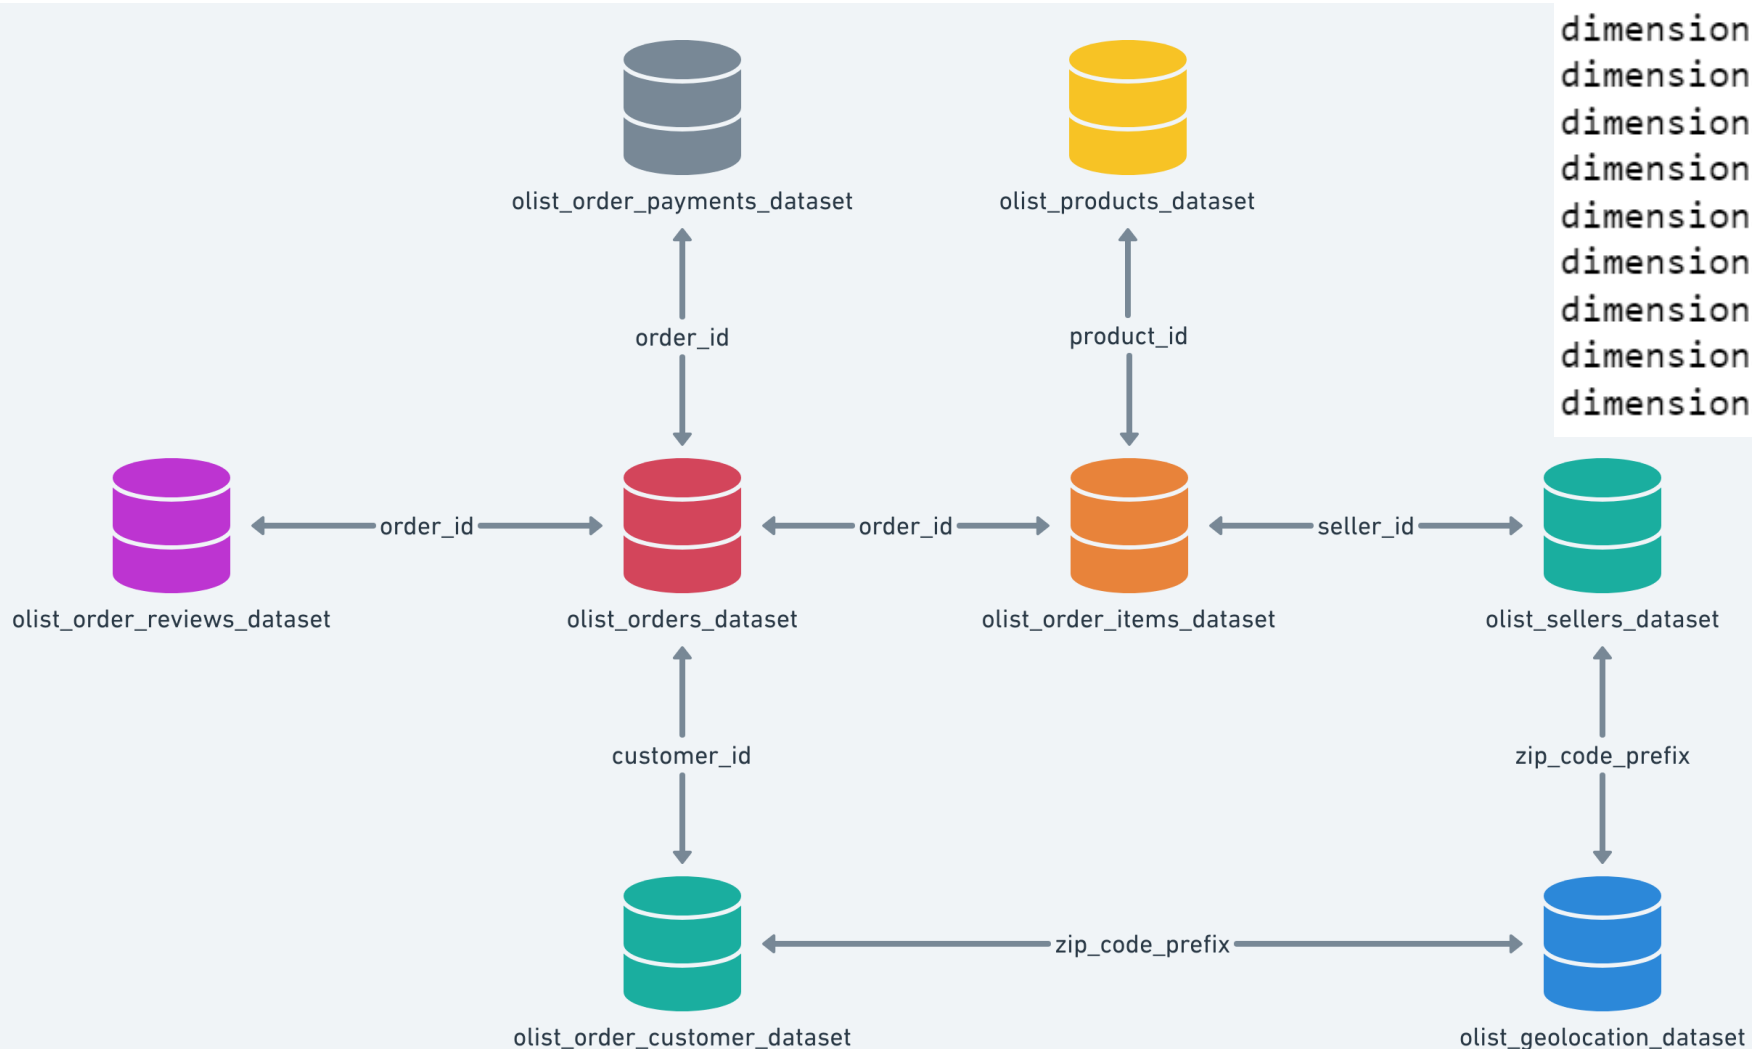 dimension
dimension
dimension
dimension
dimension
dimension
dimension
dimension
dimension
olist_order_payments_dataset
olist_products_dataset
order_id
product_id
order_id
order_id
seller_id
olist_order_reviews_dataset
olist_orders_dataset
olist_order_items_dataset
olist_sellers_dataset
customer_id
zip_code_prefix
zip_code_prefix
olist_order_customer_dataset
olist_geolocation_dataset